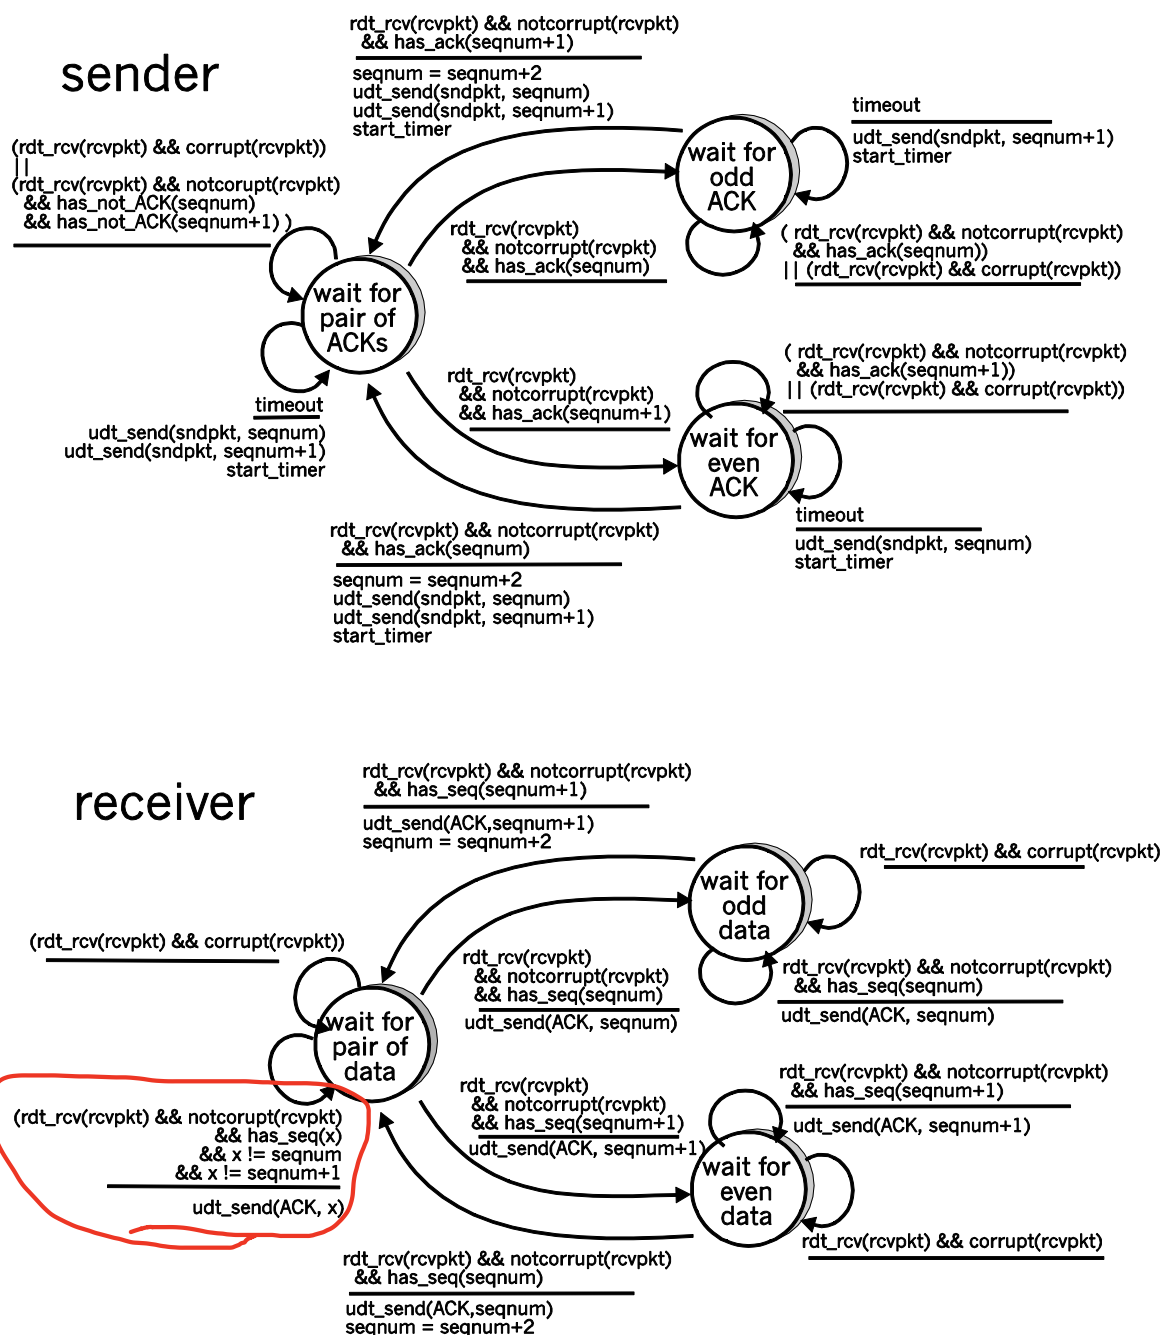 sender
rdt_rcv(rcvpkt) && notcorrupt(rcvpkt)
&& has_ack(seqnum+1)
seqnum = seqnum+2
udt_send(sndpkt, seqnum)
udt_send(sndpkt, seqnum+1)
start_timer
timeout
udt_send(sndpkt, seqnum+1)
start_timer
wait for
odd
ACK
(rdt_rcv(rcvpkt) && corrupt(rcvpkt))
||
(rdt_rcv(rcvpkt) && notcorupt(rcvpkt)
&& has_not_ACK(seqnum)
&& has_not_ACK(seqnum+1) )
rdt_rcv(rcvpkt)
&& notcorrupt(rcvpkt)
&& has_ack(seqnum)
( rdt_rcv(rcvpkt) && notcorrupt(rcvpkt)
&& has_ack(seqnum))
|| (rdt_rcv(rcvpkt) && corrupt(rcvpkt))
wait for
pair of
ACKs
timeout
udt_send(sndpkt, seqnum)
udt_send(sndpkt, seqnum+1)
start_timer
rdt_rcv(rcvpkt)
&& notcorrupt(rcvpkt)
&& has_ack(seqnum+1)
( rdt_rcv(rcvpkt) && notcorrupt(rcvpkt)
&& has_ack(seqnum+1))
|| (rdt_rcv(rcvpkt) && corrupt(rcvpkt))
wait for
even
ACK
timeout
udt_send(sndpkt, seqnum)
start_timer
rdt_rcv(rcvpkt) && notcorrupt(rcvpkt)
&& has_ack(seqnum)
seqnum = seqnum+2
udt_send(sndpkt, seqnum)
udt_send(sndpkt, seqnum+1)
start_timer
receiver
rdt_rcv(rcvpkt) && notcorrupt(rcvpkt)
&& has_seq(seqnum+1)
udt_send(ACK,seqnum+1)
seqnum = seqnum+2
wait for
odd
data
rdt_rcv(rcvpkt) && corrupt(rcvpkt)
(rdt_rcv(rcvpkt) && corrupt(rcvpkt))
rdt_rcv(rcvpkt)
&& notcorrupt(rcvpkt)
&& has_seq(seqnum)
udt_send(ACK, seqnum)
rdt_rcv(rcvpkt) && notcorrupt(rcvpkt)
&& has_seq(seqnum)
udt_send(ACK, seqnum)
wait for
pair of
data
(rdt_rcv(rcvpkt) && notcorupt(rcvpkt)
&& has_seq(x)
&& x != seqnum
&& x != seqnum+1
udt_send(ACK, x)
rdt_rcv(rcvpkt)
&& notcorrupt(rcvpkt)
&& has_seq(seqnum+1)
udt_send(ACK, seqnum+1)
rdt_rcv(rcvpkt) && notcorrupt(rcvpkt)
&& has_seq(seqnum+1)
udt_send(ACK, seqnum+1)
wait for
even
data
rdt_rcv(rcvpkt) && corrupt(rcvpkt)
rdt_rcv(rcvpkt) && notcorrupt(rcvpkt)
&& has_seq(seqnum)
udt_send(ACK,seqnum)
seqnum = seqnum+2